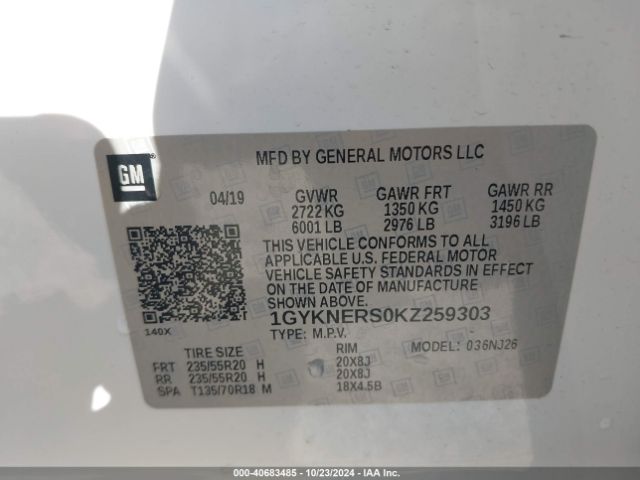 GM
MFD BY GENERAL MOTORS LLC
04/19
GVWR
2722 KG
6001 LB
GAWR FRT
1350 KG
2976 LB
GAWR RR
1450 KG
3196 LB
THIS VEHICLE CONFORMS TO ALL
APPLICABLE U.S. FEDERAL MOTOR
VEHICLE SAFETY STANDARDS IN EFFECT
ON THE DATE OF MANUFACTURE
SHOWN ABOVE.
1GYKNERS0KZ259303
140X
TYPE: M.P.V.
MODEL: 036NJ26
TIRE SIZE RIM
FRT 235/55R20 H 20X8J
RR 235/55R20 H 20X8J
SPA T135/70R18 M 18X4.5B
000-40683485 - 10/23/2024 - IAA Inc.